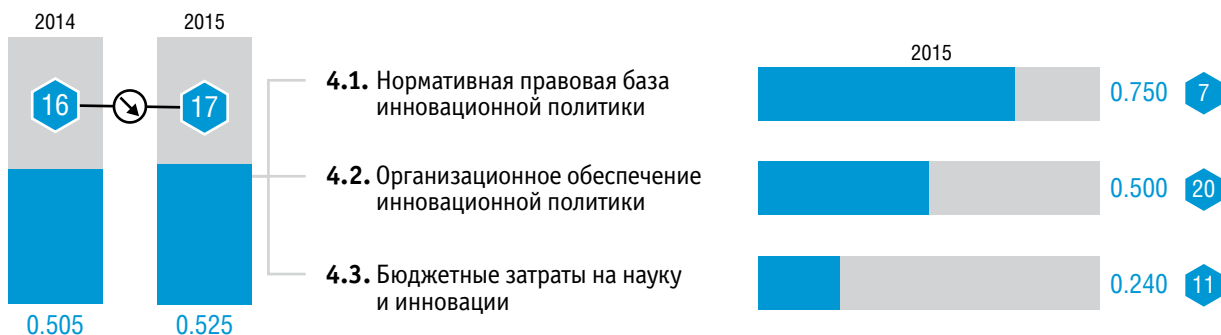 2014
2015
16
17
0.505
0.525
2015
4.1. Нормативная правовая база
инновационной политики
0.750
7
4.2. Организационное обеспечение
инновационной политики
0.500
20
4.3. Бюджетные затраты на науку
и инновации
0.240
11